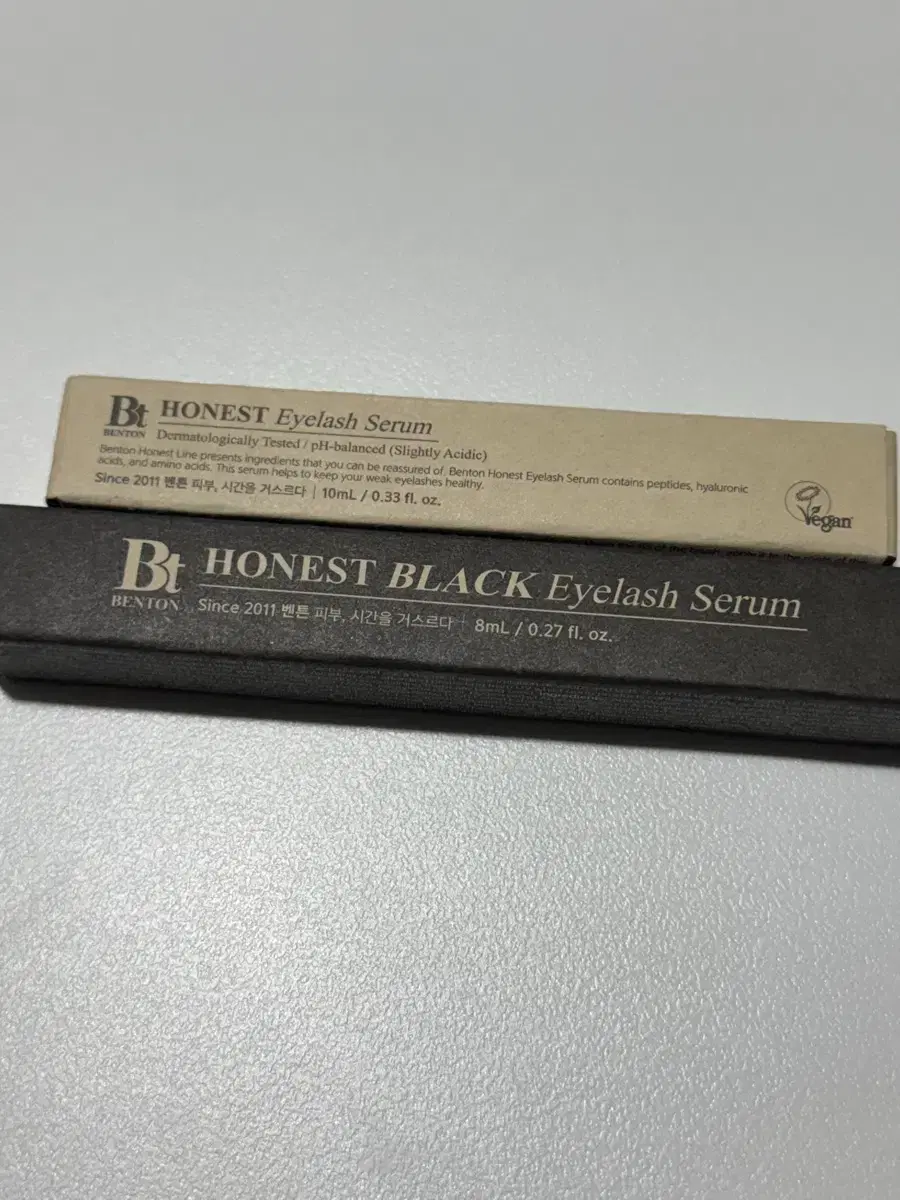 Bt
BENTON
HONEST Eyelash Serum
Dermatologically Tested / pH-balanced (Slightly Acidic)
Benton Honest Line presents ingredients that you can be reassured of. Benton Honest Eyelash Serum contains peptides, hyaluronic
acids, and amino acids. This serum helps to keep your weak eyelashes healthy.
Since 2011 벤튼 피부, 시간을 거스르다 | 10mL / 0.33 fl. oz.
Vegan
Bt
BENTON
HONEST BLACK Eyelash Serum
Since 2011 벤튼 피부, 시간을 거스르다 | 8mL / 0.27 fl. oz.